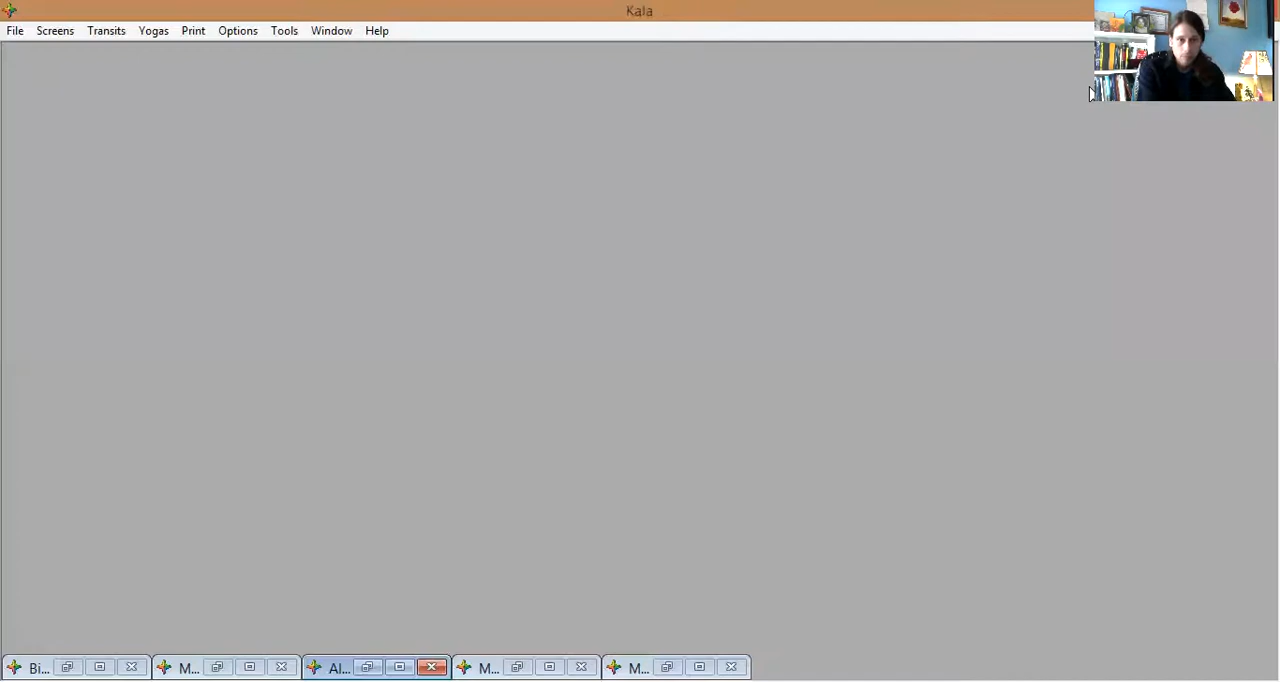 Kala
File Screens Transits Yogas Print Options Tools Window Help
Bi... M... Al... M... M...